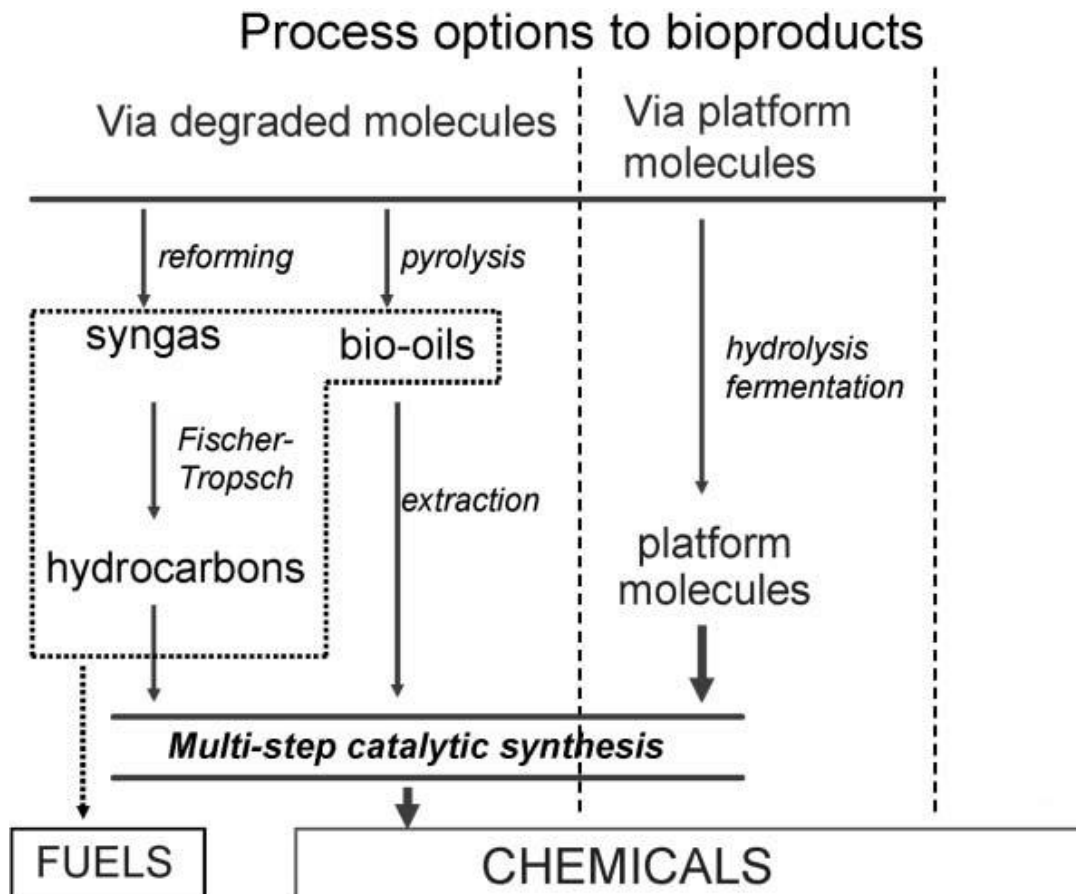 Process options to bioproducts
Via degraded molecules
Via platform
molecules
reforming
pyrolysis
syngas
bio-oils
hydrolysis
fermentation
Fischer-
Tropsch
extraction
hydrocarbons
platform
molecules
Multi-step catalytic synthesis
FUELS
CHEMICALS